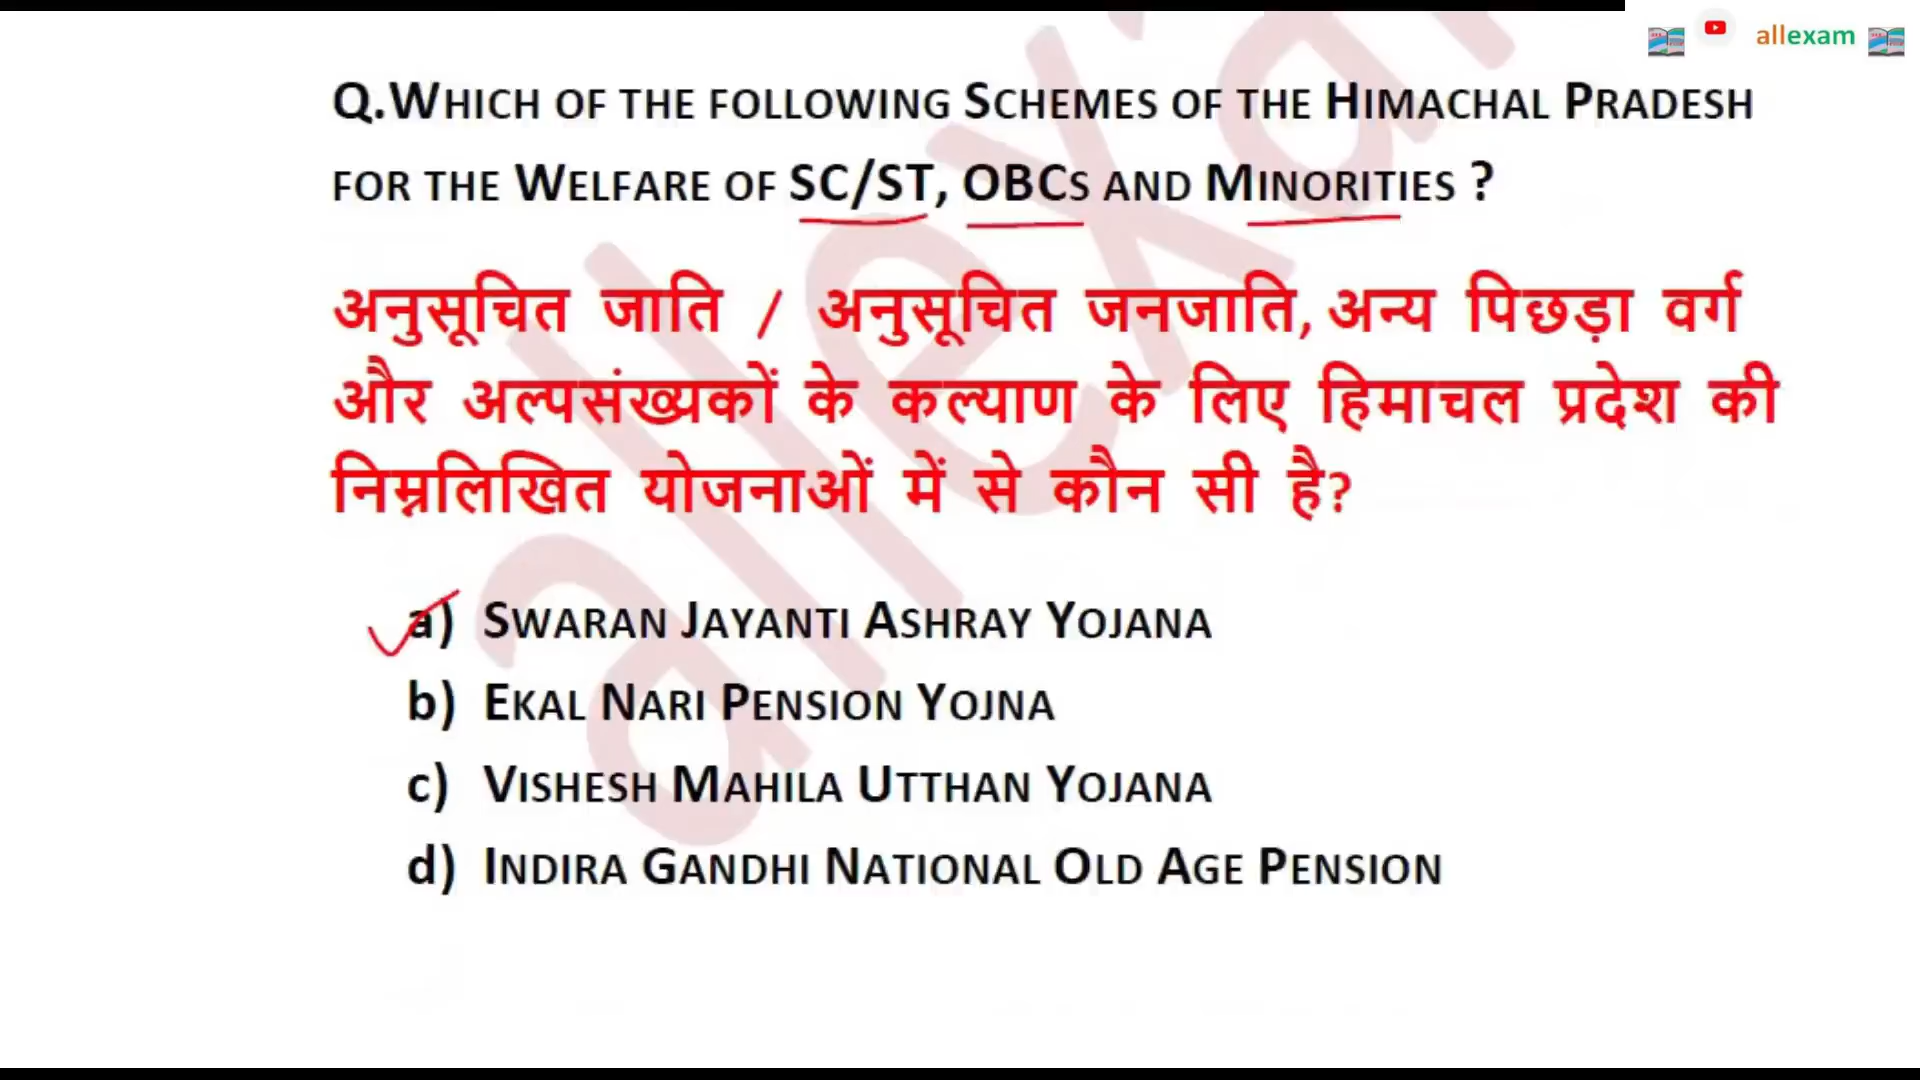 allexam
Q.Which of the following Schemes of the Himachal Pradesh
for the Welfare of SC/ST, OBCs and Minorities ?
अनुसूचित जाति / अनुसूचित जनजाति, अन्य पिछड़ा वर्ग
और अल्पसंख्यकों के कल्याण के लिए हिमाचल प्रदेश की
निम्नलिखित योजनाओं में से कौन सी है?
a) Swaran Jayanti Ashray Yojana
b) Ekal Nari Pension Yojna
c) Vishesh Mahila Utthan Yojana
d) Indira Gandhi National Old Age Pension